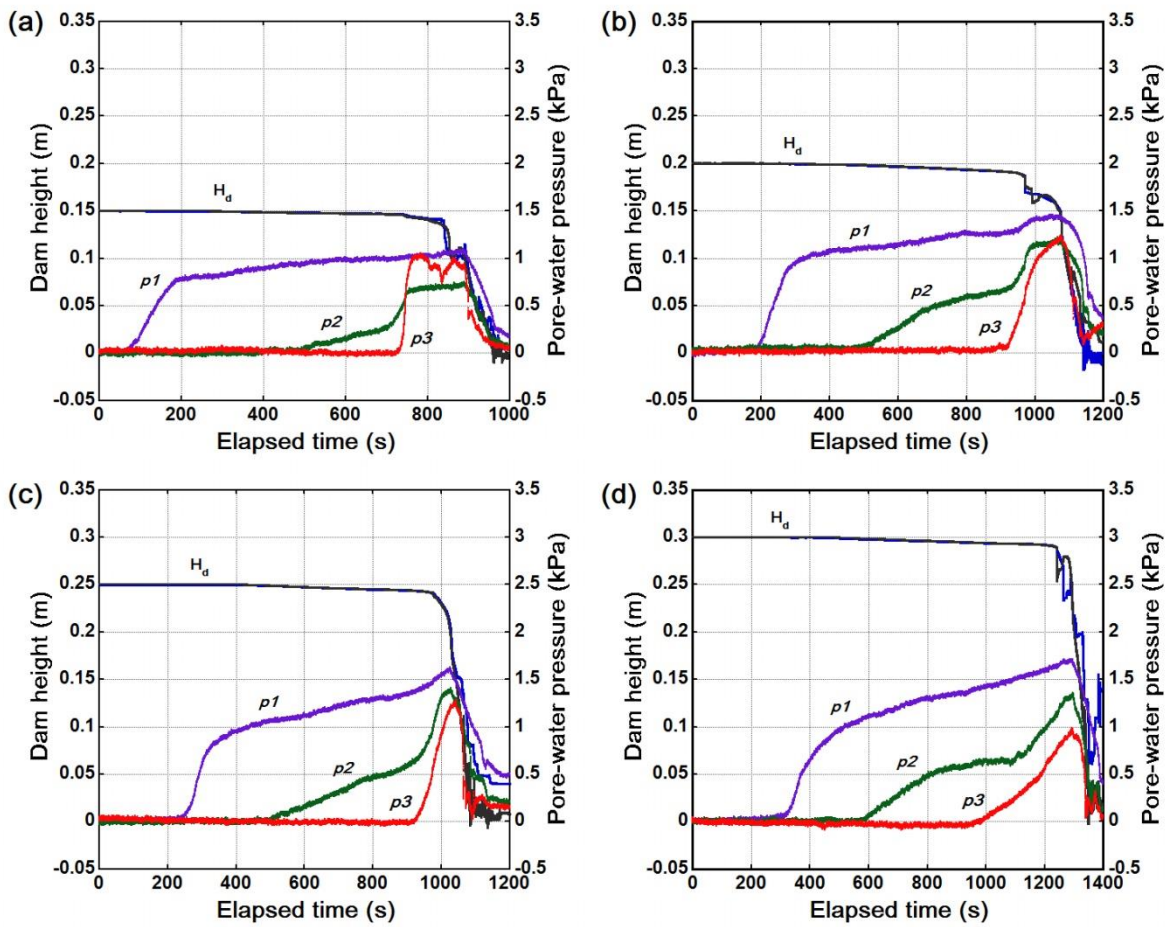 (a)
0.35
0.3
0.25
0.2
0.15
0.1
0.05
0
-0.05
Dam height (m)
H_d
p1
p2
p3
3.5
3
2.5
2
1.5
1
0.5
0
-0.5
Pore-water pressure (kPa)
0 200 400 600 800 1000
Elapsed time (s)
(b)
0.35
0.3
0.25
0.2
0.15
0.1
0.05
0
-0.05
Dam height (m)
H_d
p1
p2
p3
3.5
3
2.5
2
1.5
1
0.5
0
-0.5
Pore-water pressure (kPa)
0 200 400 600 800 1000 1200
Elapsed time (s)
(c)
0.35
0.3
0.25
0.2
0.15
0.1
0.05
0
-0.05
Dam height (m)
H_d
p1
p2
p3
3.5
3
2.5
2
1.5
1
0.5
0
-0.5
Pore-water pressure (kPa)
0 200 400 600 800 1000 1200
Elapsed time (s)
(d)
0.35
0.3
0.25
0.2
0.15
0.1
0.05
0
-0.05
Dam height (m)
H_d
p1
p2
p3
3.5
3
2.5
2
1.5
1
0.5
0
-0.5
Pore-water pressure (kPa)
0 200 400 600 800 1000 1200 1400
Elapsed time (s)